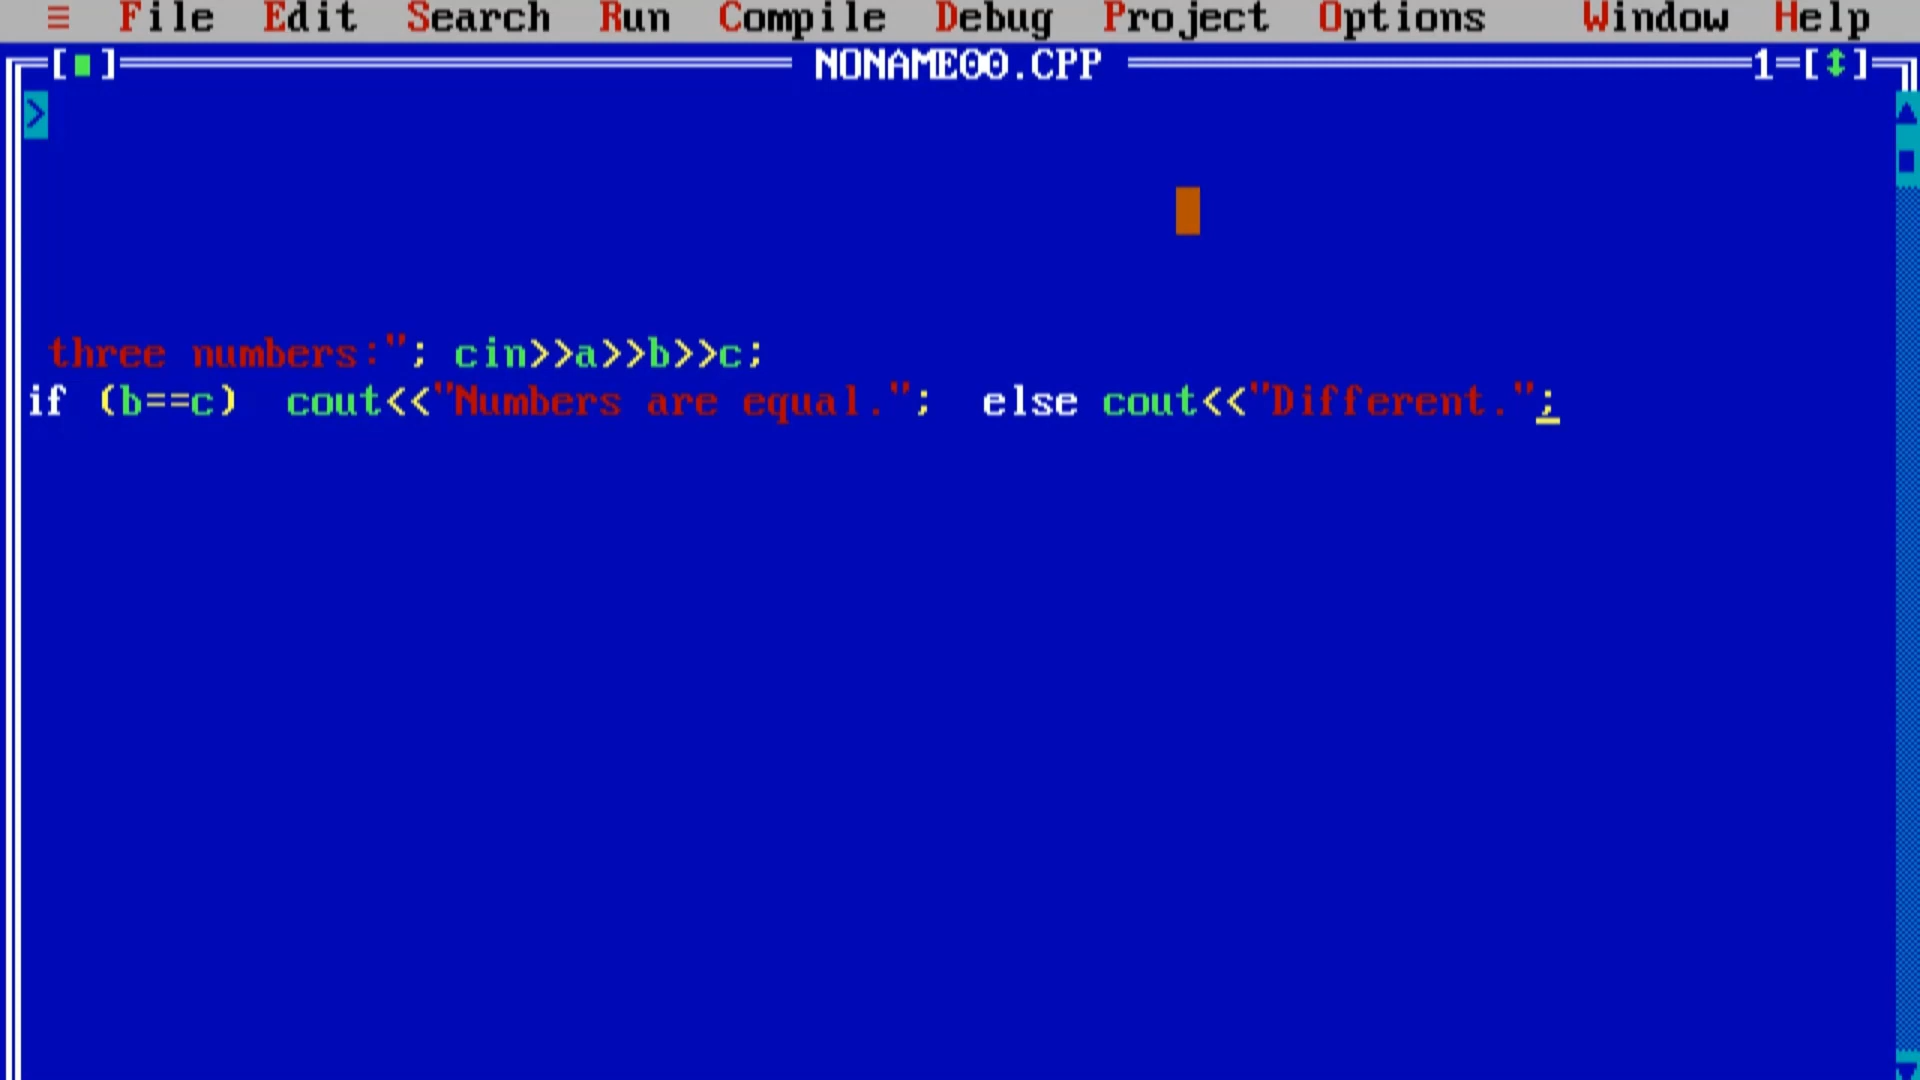 ≡ File Edit Search Run Compile Debug Project Options Window Help
[■] NONAME00.CPP 1=[↕]
>
three numbers:"; cin>>a>>b>>c;
if (b==c)  cout<<"Numbers are equal.";  else cout<<"Different.";